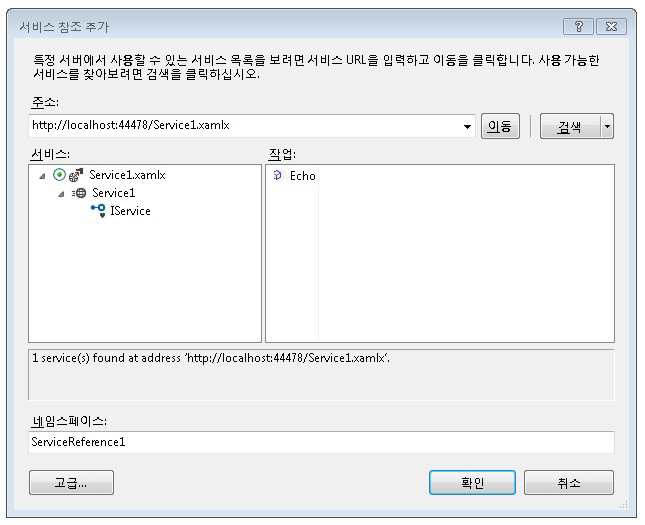 서비스 참조 추가
특정 서버에서 사용할 수 있는 서비스 목록을 보려면 서비스 URL을 입력하고 이동을 클릭합니다. 사용 가능한
서비스를 찾아보려면 검색을 클릭하십시오.
주소:
http://localhost:44478/Service1.xamlx
이동
검색
서비스:
작업:
Service1.xamlx
Echo
Service1
IService
1 service(s) found at address 'http://localhost:44478/Service1.xamlx'.
네임스페이스:
ServiceReference1
고급...
확인
취소